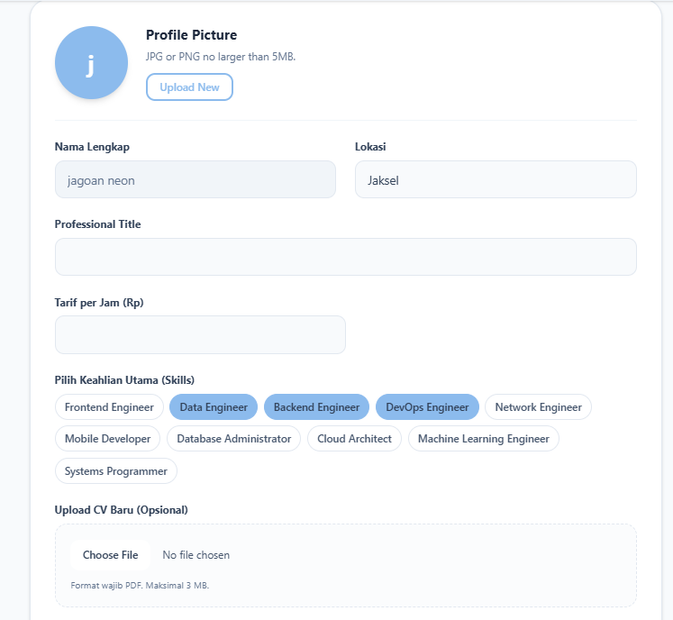 j
Profile Picture
JPG or PNG no larger than 5MB.
Upload New
Nama Lengkap
Lokasi
jagoan neon
Jaksel
Professional Title
Tarif per Jam (Rp)
Pilih Keahlian Utama (Skills)
Frontend Engineer Data Engineer Backend Engineer DevOps Engineer Network Engineer
Mobile Developer Database Administrator Cloud Architect Machine Learning Engineer
Systems Programmer
Upload CV Baru (Opsional)
Choose File No file chosen
Format wajib PDF. Maksimal 3 MB.